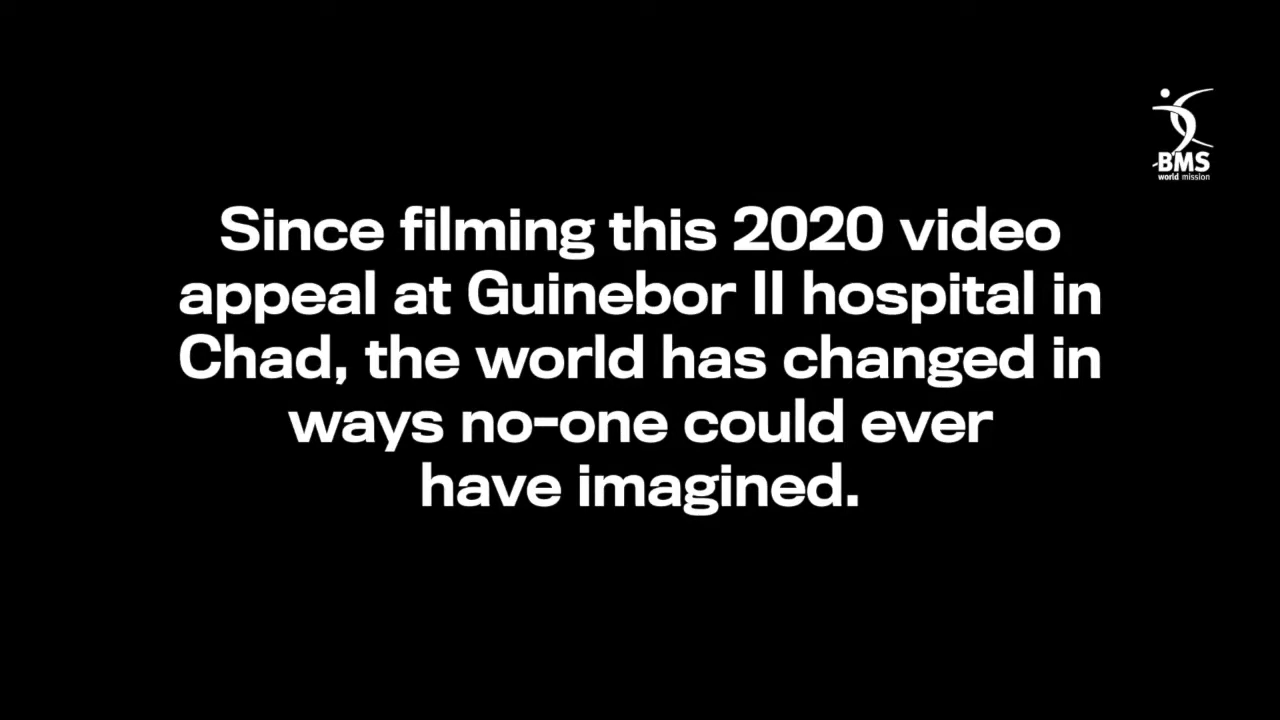 BMS
world mission
Since filming this 2020 video
appeal at Guinebor II hospital in
Chad, the world has changed in
ways no-one could ever
have imagined.